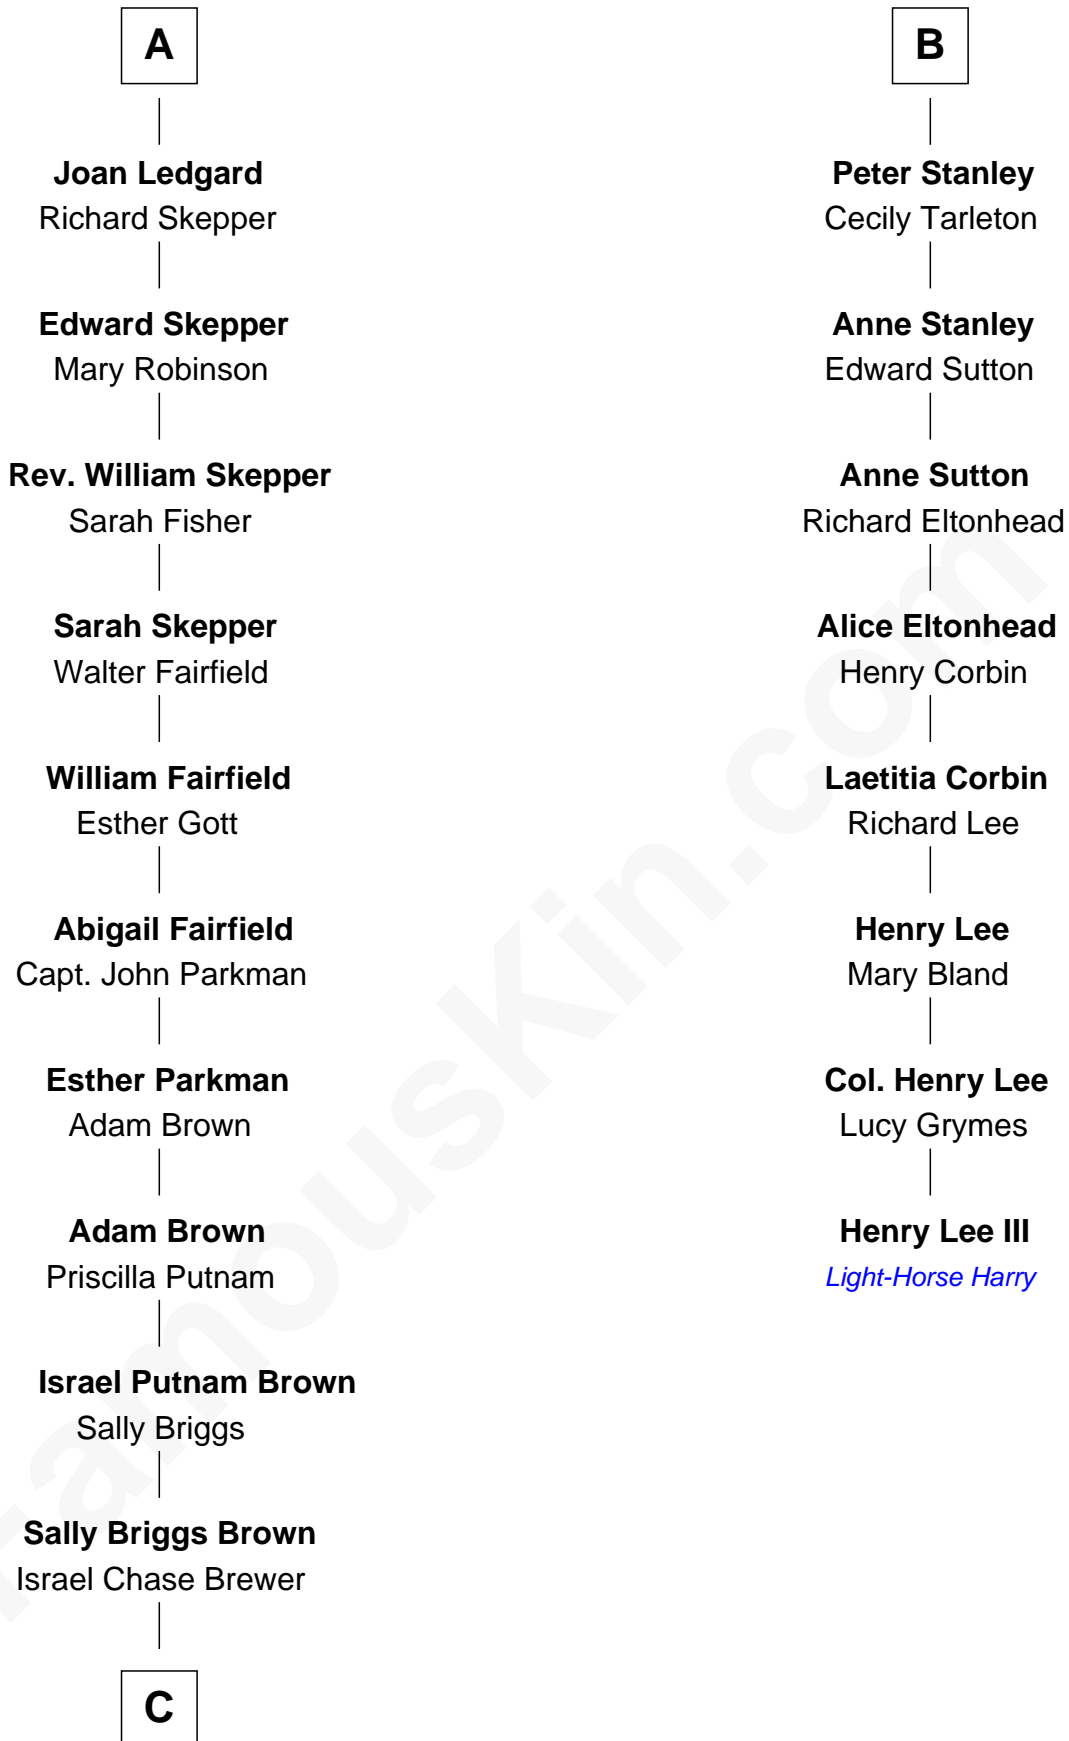 A
Joan Ledgard
Richard Skepper
Edward Skepper
Mary Robinson
Rev. William Skepper
Sarah Fisher
Sarah Skepper
Walter Fairfield
William Fairfield
Esther Gott
Abigail Fairfield
Capt. John Parkman
Esther Parkman
Adam Brown
Adam Brown
Priscilla Putnam
Israel Putnam Brown
Sally Briggs
Sally Briggs Brown
Israel Chase Brewer
C
B
Peter Stanley
Cecily Tarleton
Anne Stanley
Edward Sutton
Anne Sutton
Richard Eltonhead
Alice Eltonhead
Henry Corbin
Laetitia Corbin
Richard Lee
Henry Lee
Mary Bland
Col. Henry Lee
Lucy Grymes
Henry Lee III
Light-Horse Harry
FamousKin.com